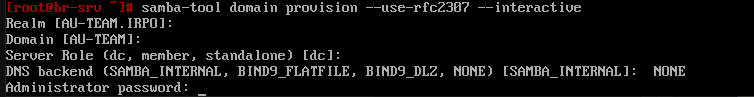 [root@br-srv ~]# samba-tool domain provision --use-rfc2307 --interactive
Realm [AU-TEAM.IRPO]:
Domain [AU-TEAM]:
Server Role (dc, member, standalone) [dc]:
DNS backend (SAMBA_INTERNAL, BIND9_FLATFILE, BIND9_DLZ, NONE) [SAMBA_INTERNAL]:  NONE
Administrator password: _